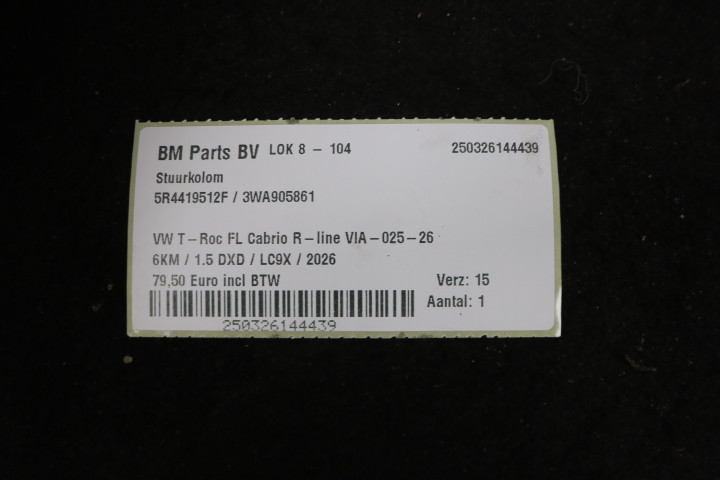 BM Parts BV LOK 8 - 104 250326144439
Stuurkolom
5R4419512F / 3WA905861
VW T-Roc FL Cabrio R-line VIA-025-26
6KM / 1.5 DXD / LC9X / 2026
79,50 Euro incl BTW Verz: 15
Aantal: 1
250326144439